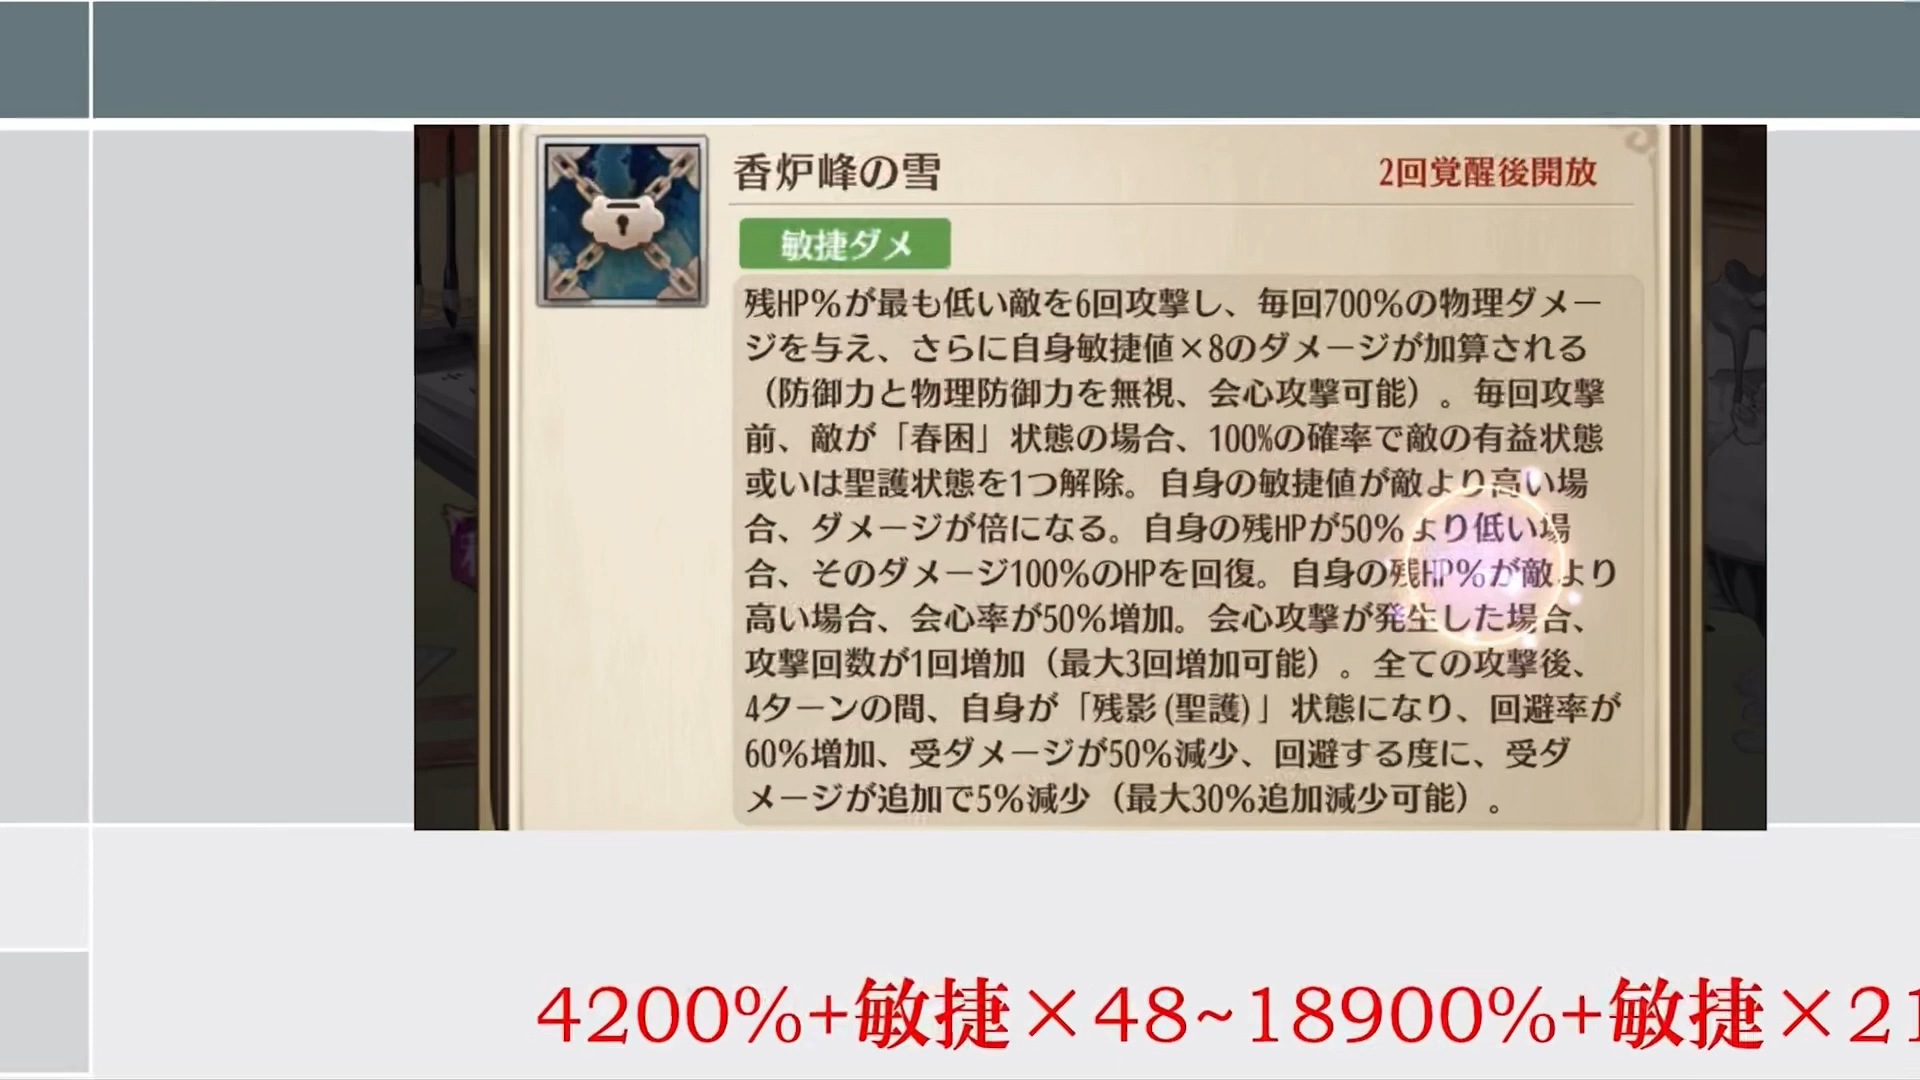 香炉峰の雪
2回覚醒後開放
敏捷ダメ
残HP%が最も低い敵を6回攻撃し、毎回700%の物理ダメー
ジを与え、さらに自身敏捷値×8のダメージが加算される
（防御力と物理防御力を無視、会心攻撃可能）。毎回攻撃
前、敵が「春困」状態の場合、100%の確率で敵の有益状態
或いは聖護状態を1つ解除。自身の敏捷値が敵より高い場
合、ダメージが倍になる。自身の残HPが50%より低い場
合、そのダメージ100%のHPを回復。自身の残HP%が敵より
高い場合、会心率が50%増加。会心攻撃が発生した場合、
攻撃回数が1回増加（最大3回増加可能）。全ての攻撃後、
4ターンの間、自身が「残影(聖護)」状態になり、回避率が
60%増加、受ダメージが50%減少、回避する度に、受ダ
メージが追加で5%減少（最大30%追加減少可能）。
4200%+敏捷×48~18900%+敏捷×21